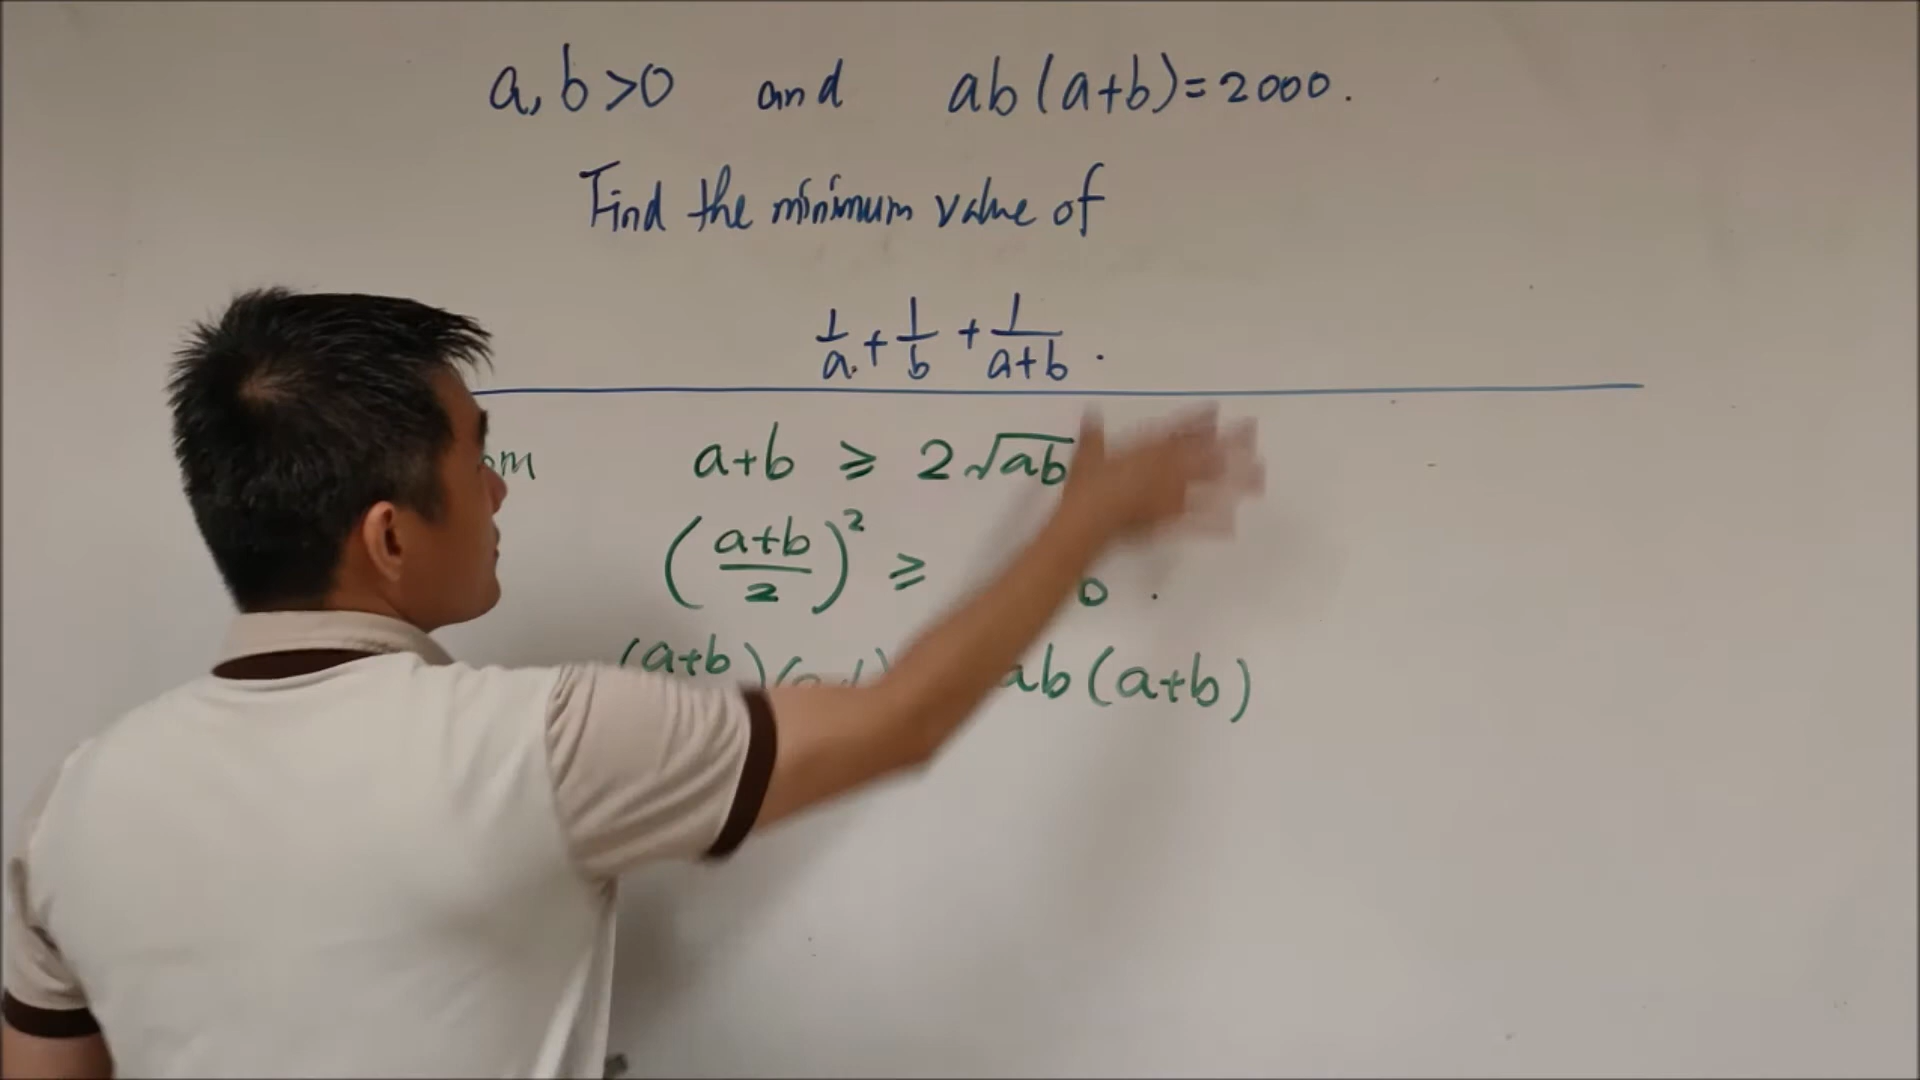 a, b > 0 and ab(a+b) = 2000.
Find the minimum value of
1/a + 1/b + 1/(a+b).
a+b ≥ 2√ab
((a+b)/2)² ≥
(a+b ) ab(a+b)